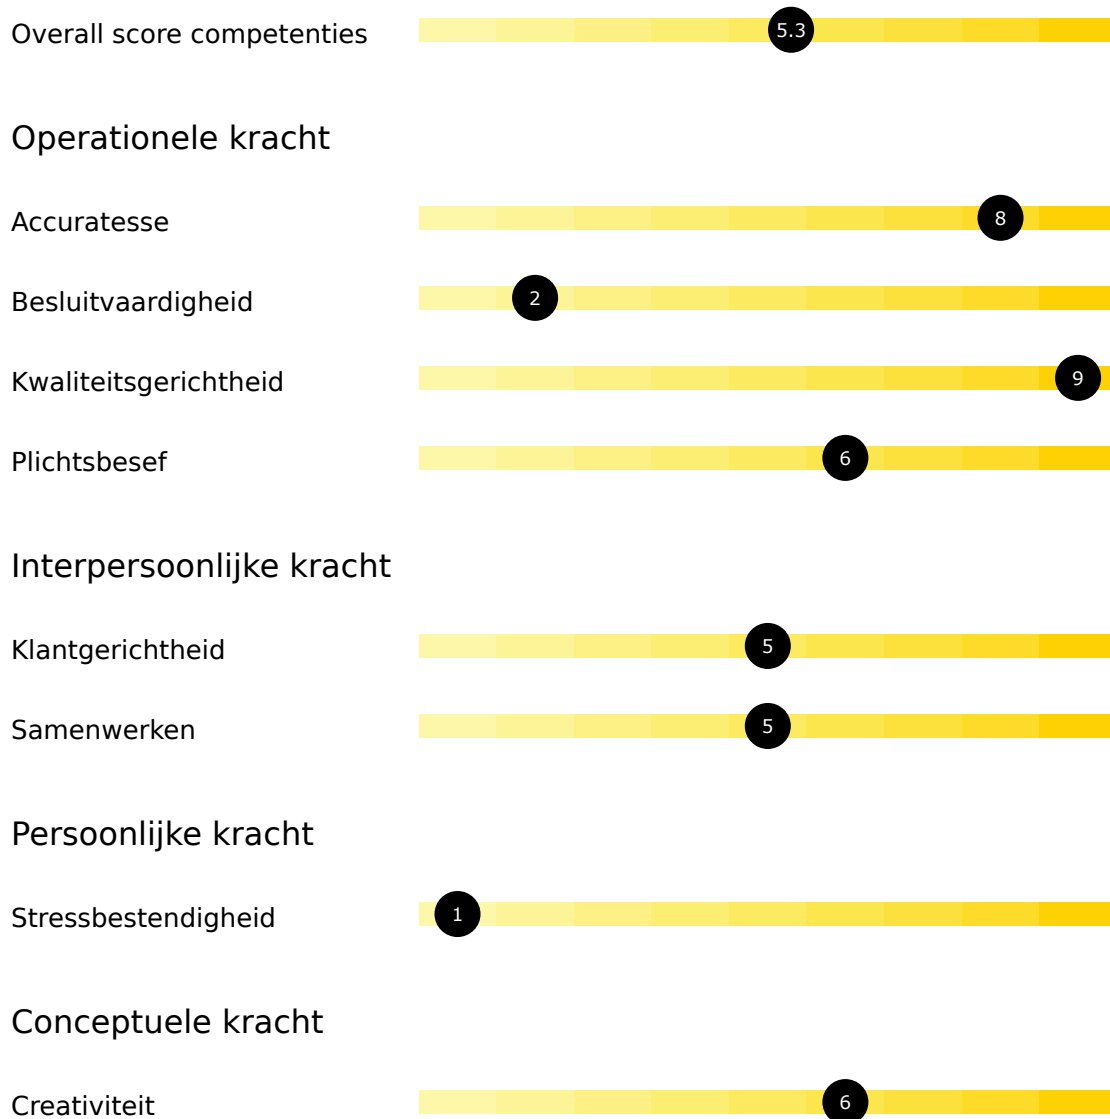 Overall score competenties 5.3
Operationele kracht
Accuratesse 8
Besluitvaardigheid 2
Kwaliteitsgerichtheid 9
Plichtsbesef 6
Interpersoonlijke kracht
Klantgerichtheid 5
Samenwerken 5
Persoonlijke kracht
Stressbestendigheid 1
Conceptuele kracht
Creativiteit 6